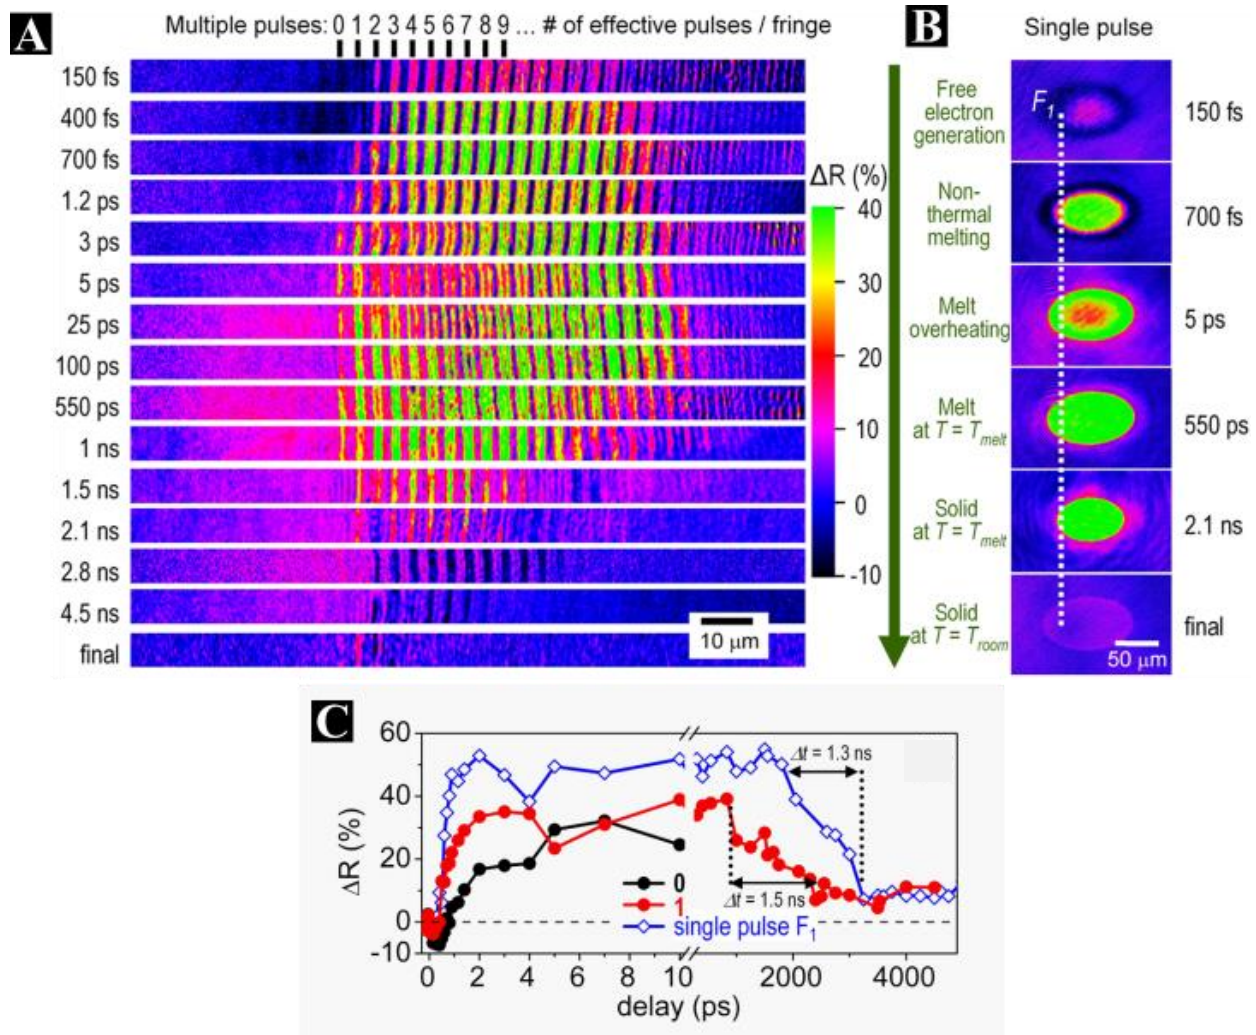 A
Multiple pulses: 0 1 2 3 4 5 6 7 8 9 ... # of effective pulses / fringe
150 fs
400 fs
700 fs
1.2 ps
3 ps
5 ps
25 ps
100 ps
550 ps
1 ns
1.5 ns
2.1 ns
2.8 ns
4.5 ns
final
10 µm
ΔR (%)
40
30
20
10
0
-10
B
Single pulse
Free
electron
generation
F1
150 fs
Non-
thermal
melting
700 fs
Melt
overheating
5 ps
Melt
at T = Tmelt
550 ps
Solid
at T = Tmelt
2.1 ns
Solid
at T = Troom
final
50 µm
C
ΔR (%)
60
40
20
0
-10
Δt = 1.3 ns
Δt = 1.5 ns
0
1
single pulse F1
0 2 4 6 8 10 2000 4000
delay (ps)